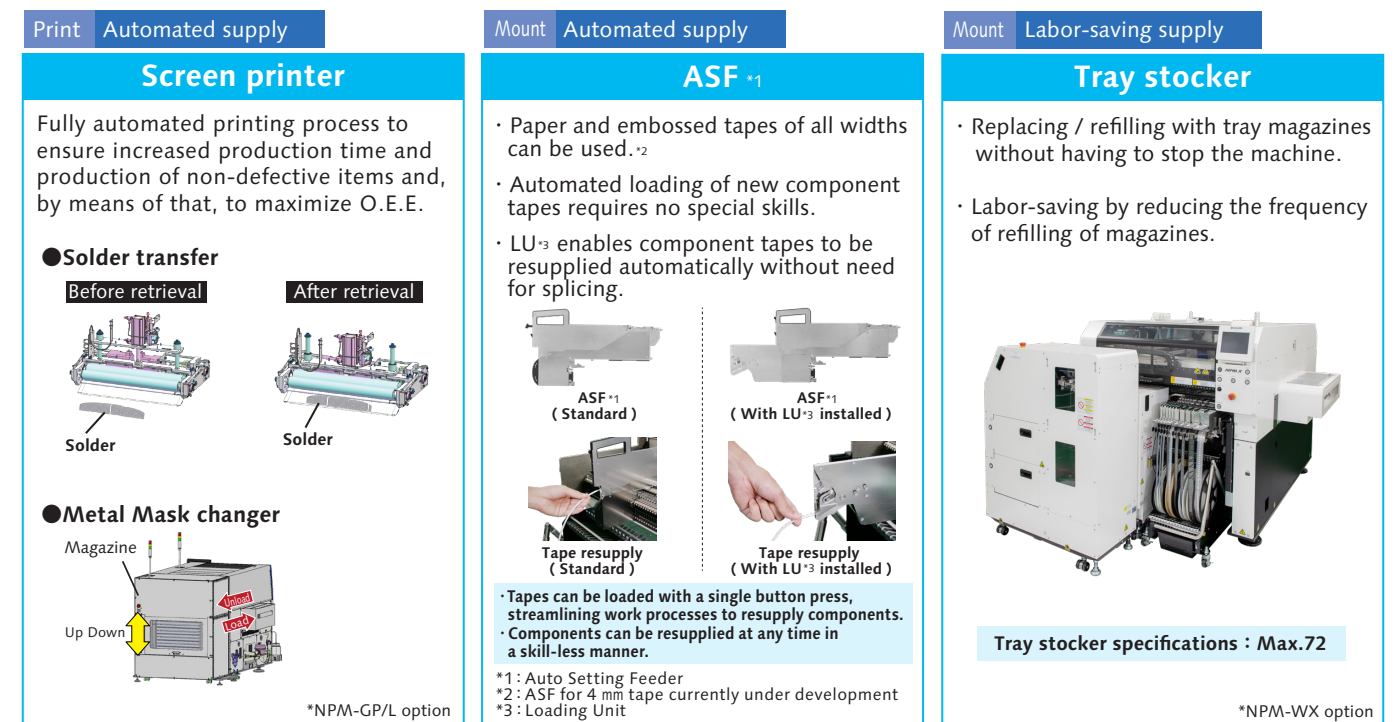 Print Automated supply
Screen printer
Fully automated printing process to
ensure increased production time and
production of non-defective items and,
by means of that, to maximize O.E.E.
●Solder transfer
Before retrieval
After retrieval
Solder
Solder
●Metal Mask changer
Magazine
Unload
Load
Up Down
*NPM-GP/L option
Mount Automated supply
ASF *1
・Paper and embossed tapes of all widths
can be used.*2
・Automated loading of new component
tapes requires no special skills.
・LU*3 enables component tapes to be
resupplied automatically without need
for splicing.
ASF*1
( Standard )
ASF*1
( With LU*3 installed )
Tape resupply
( Standard )
Tape resupply
( With LU*3 installed )
・Tapes can be loaded with a single button press,
streamlining work processes to resupply components.
・Components can be resupplied at any time in
a skill-less manner.
*1：Auto Setting Feeder
*2：ASF for 4 mm tape currently under development
*3：Loading Unit
Mount Labor-saving supply
Tray stocker
・Replacing / refilling with tray magazines
without having to stop the machine.
・Labor-saving by reducing the frequency
of refilling of magazines.
Tray stocker specifications：Max.72
*NPM-WX option